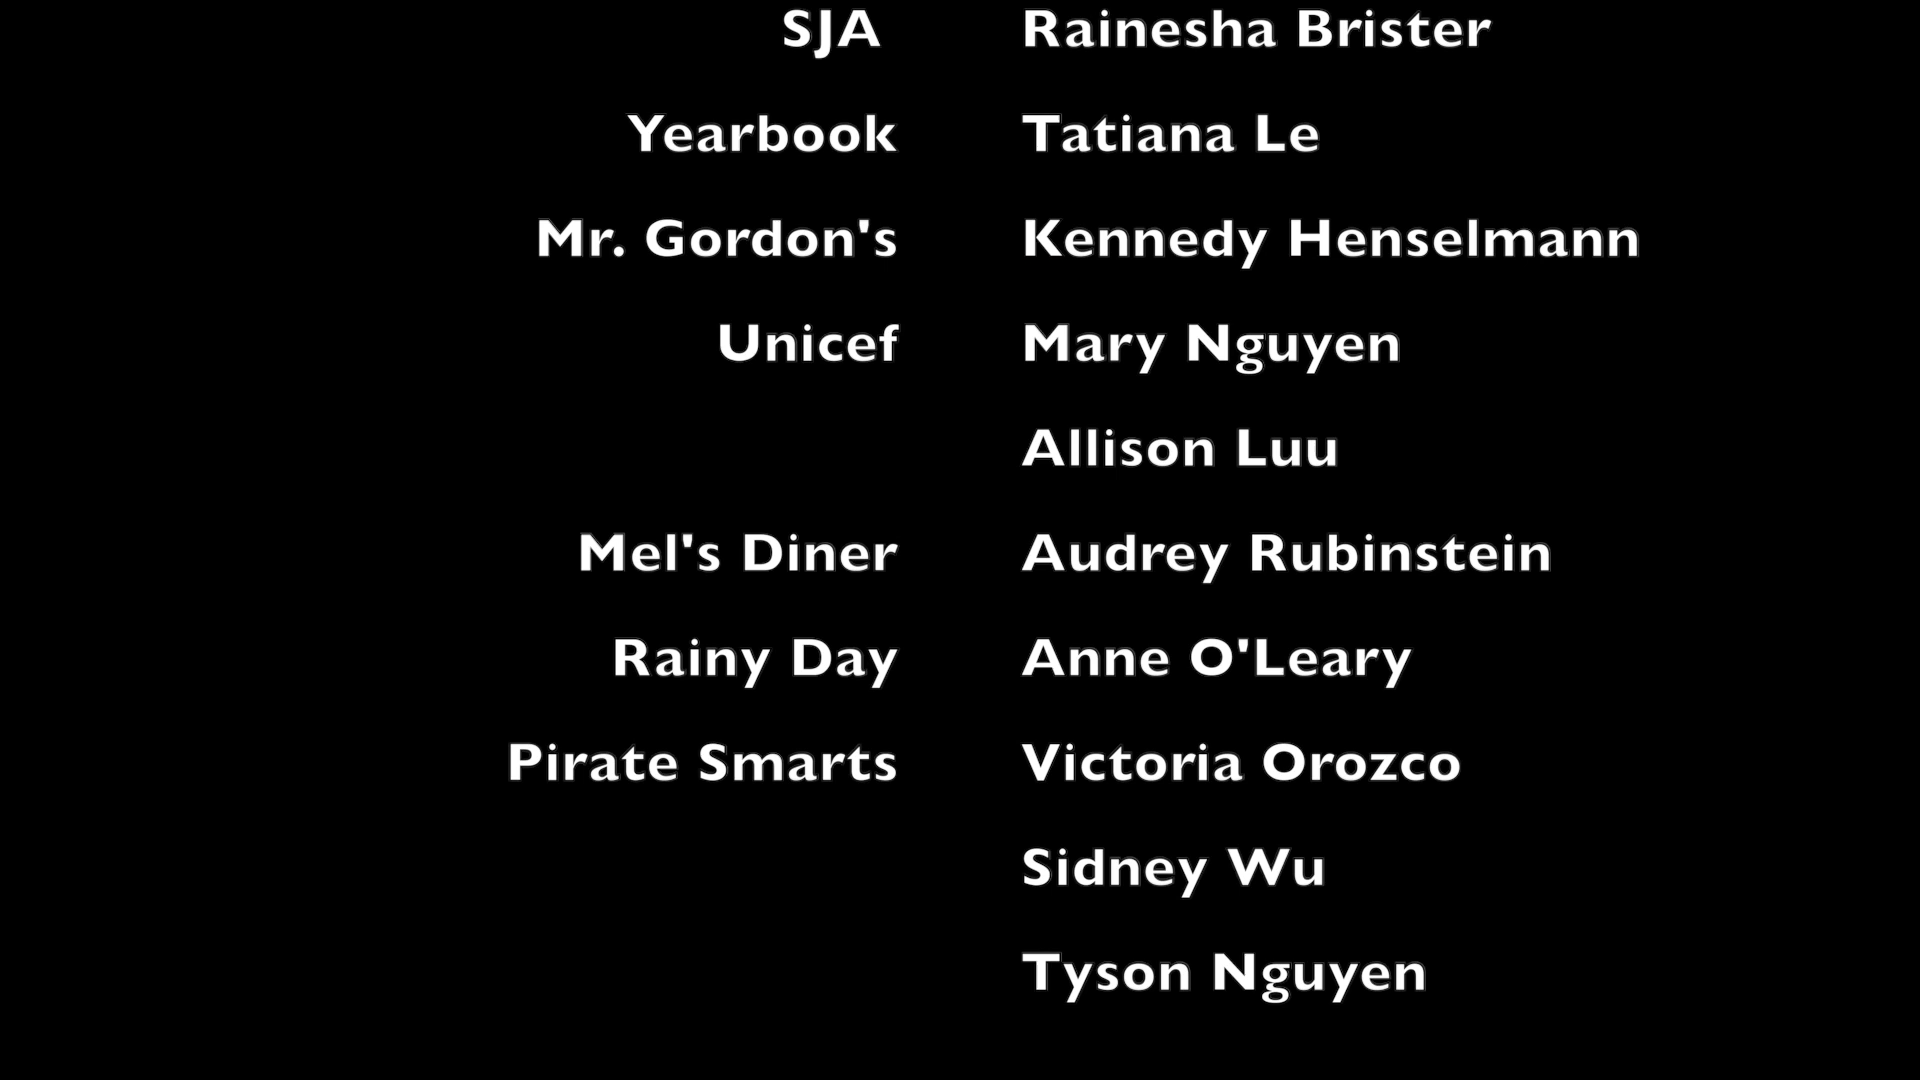 SJA Rainesha Brister
Yearbook Tatiana Le
Mr. Gordon's Kennedy Henselmann
Unicef Mary Nguyen
Allison Luu
Mel's Diner Audrey Rubinstein
Rainy Day Anne O'Leary
Pirate Smarts Victoria Orozco
Sidney Wu
Tyson Nguyen